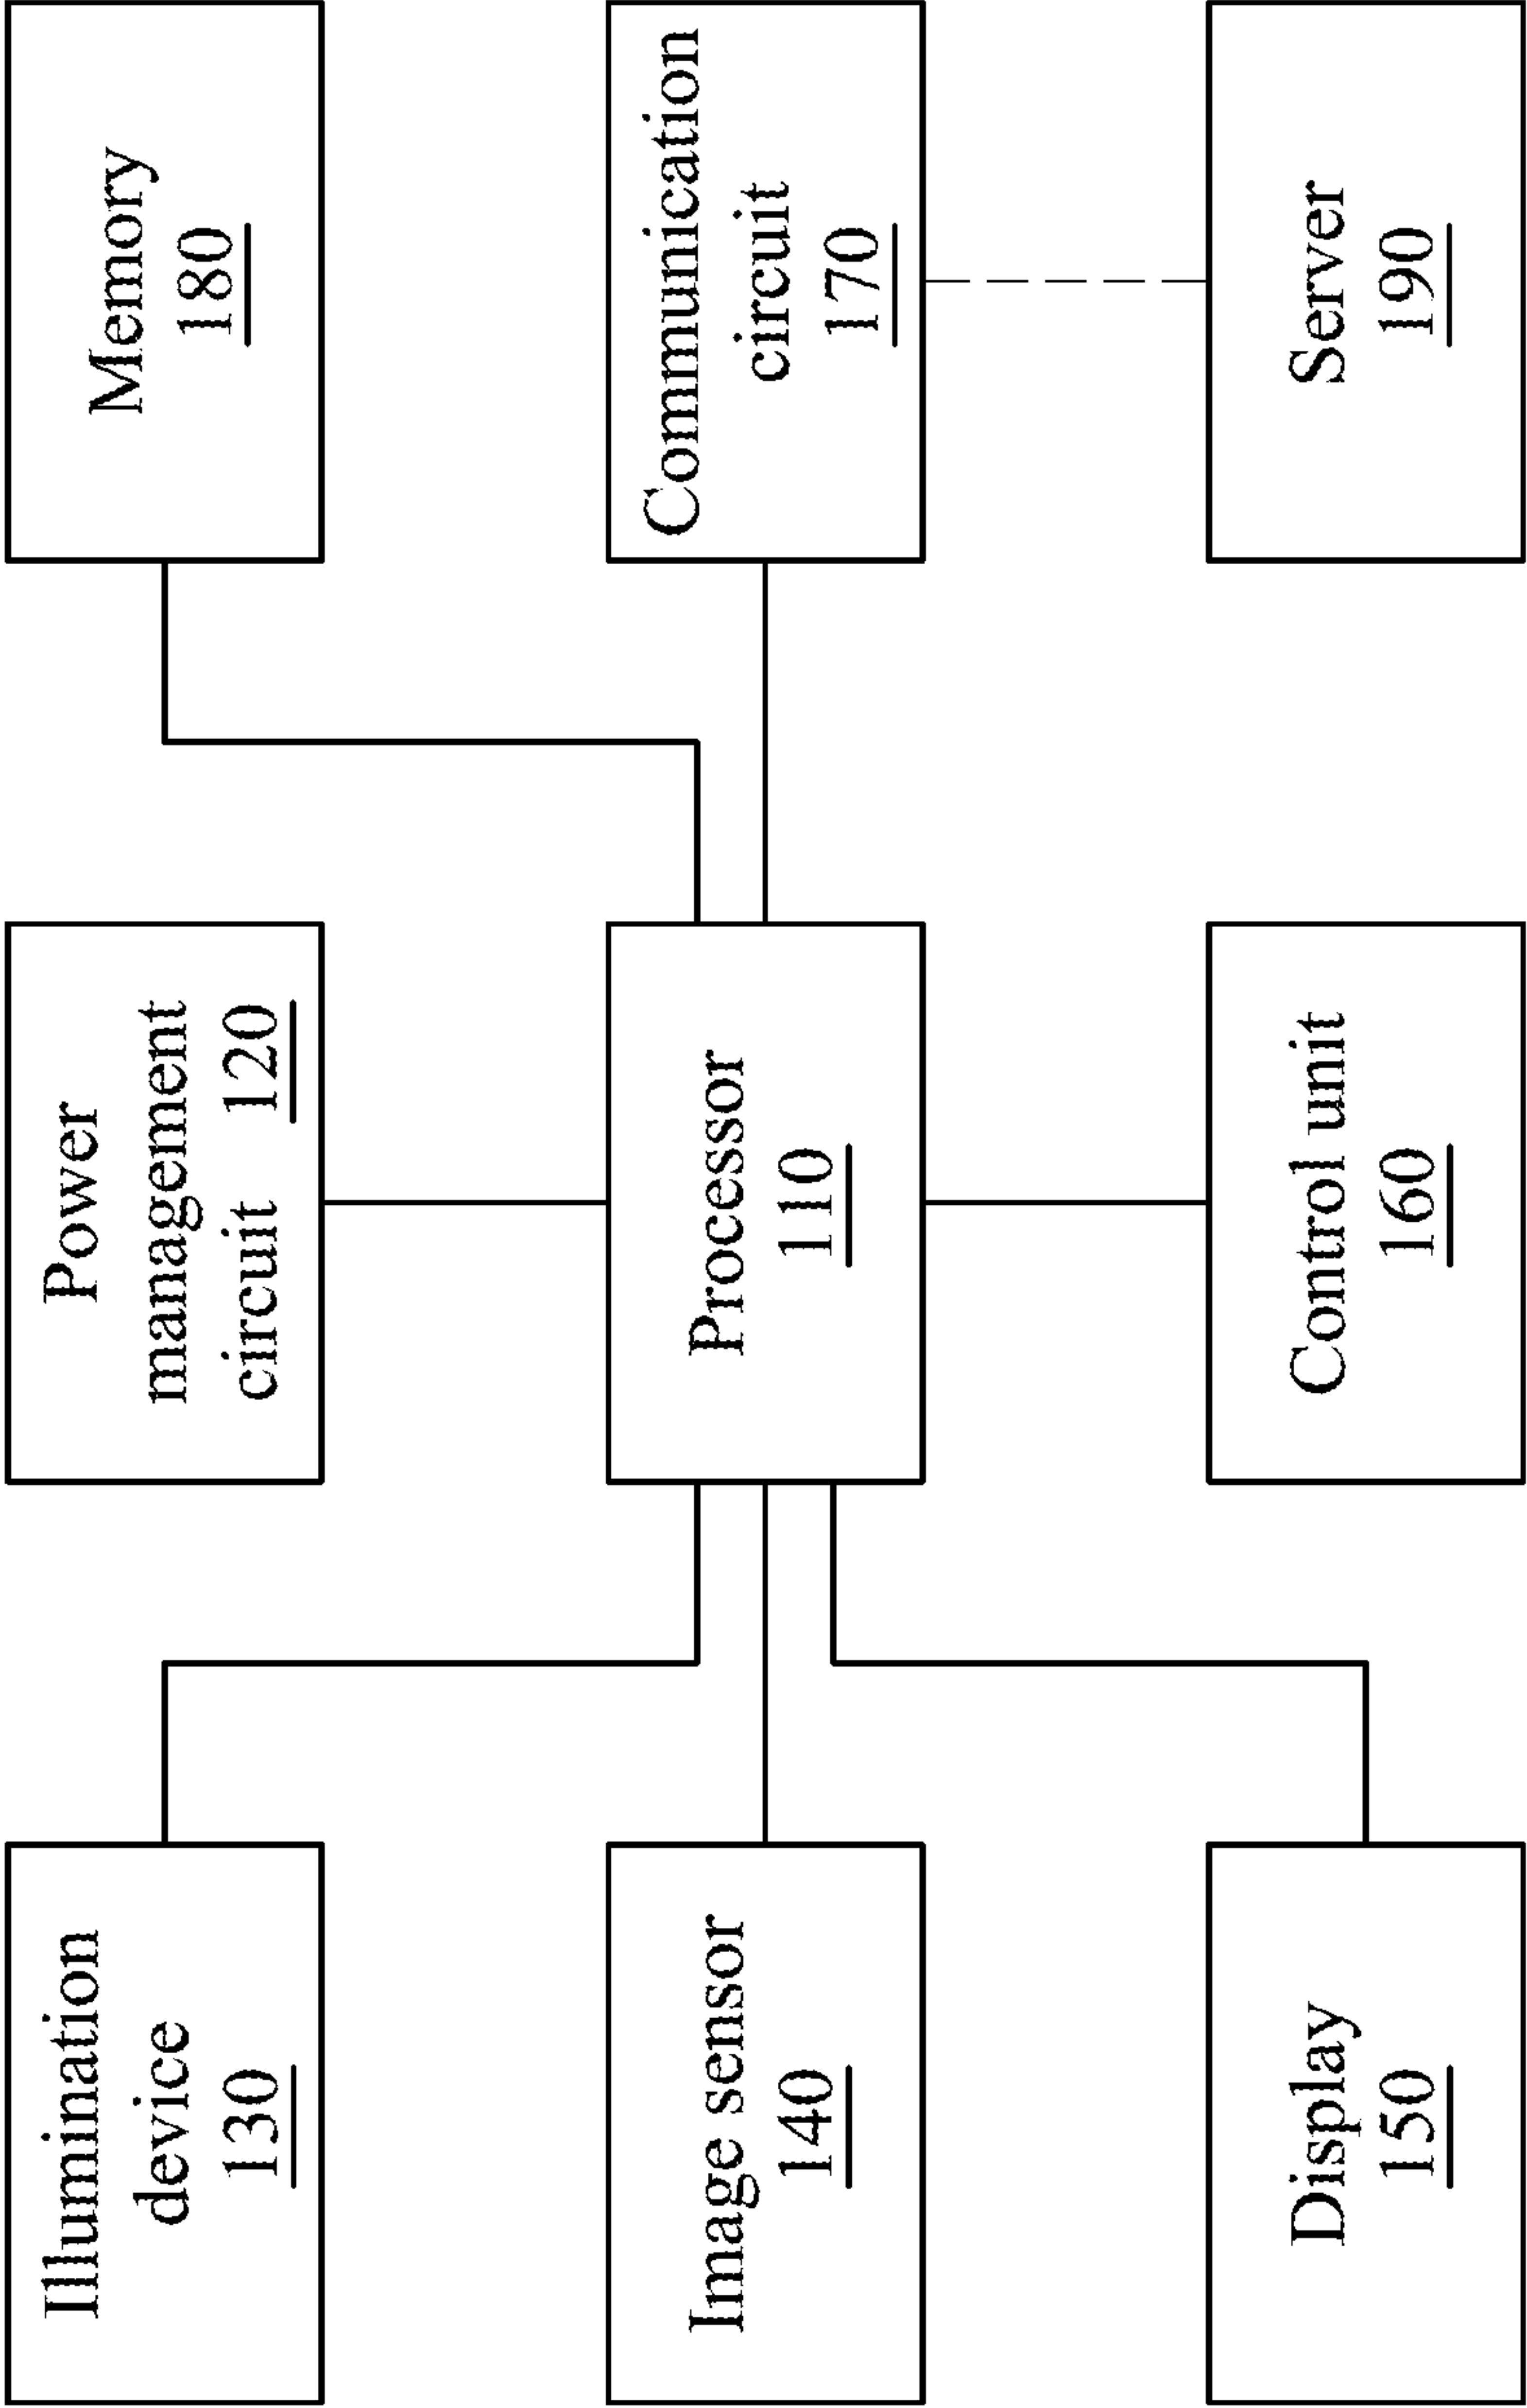 Illumination
device
130
Power
management
circuit 120
Memory
180
Image sensor
140
Processor
110
Communication
circuit
170
Display
150
Control unit
160
Server
190